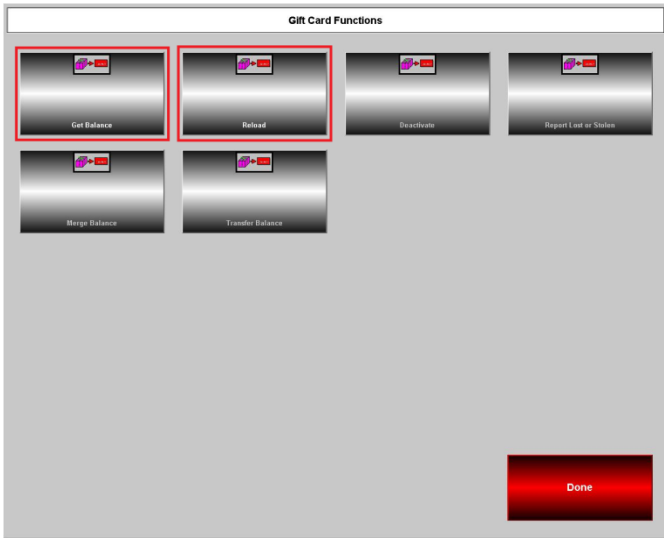 Gift Card Functions
Get Balance
Reload
Deactivate
Report Lost or Stolen
Merge Balance
Transfer Balance
Done